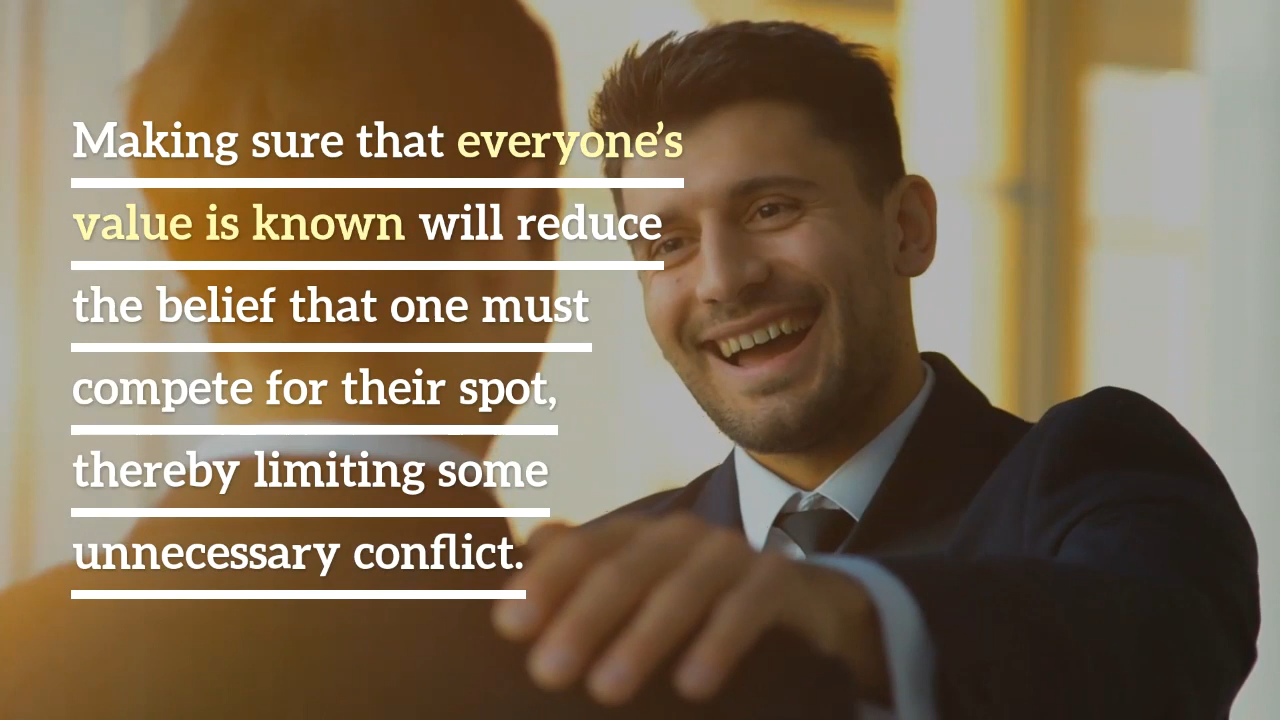 Making sure that everyone’s
value is known will reduce
the belief that one must
compete for their spot,
thereby limiting some
unnecessary conflict.